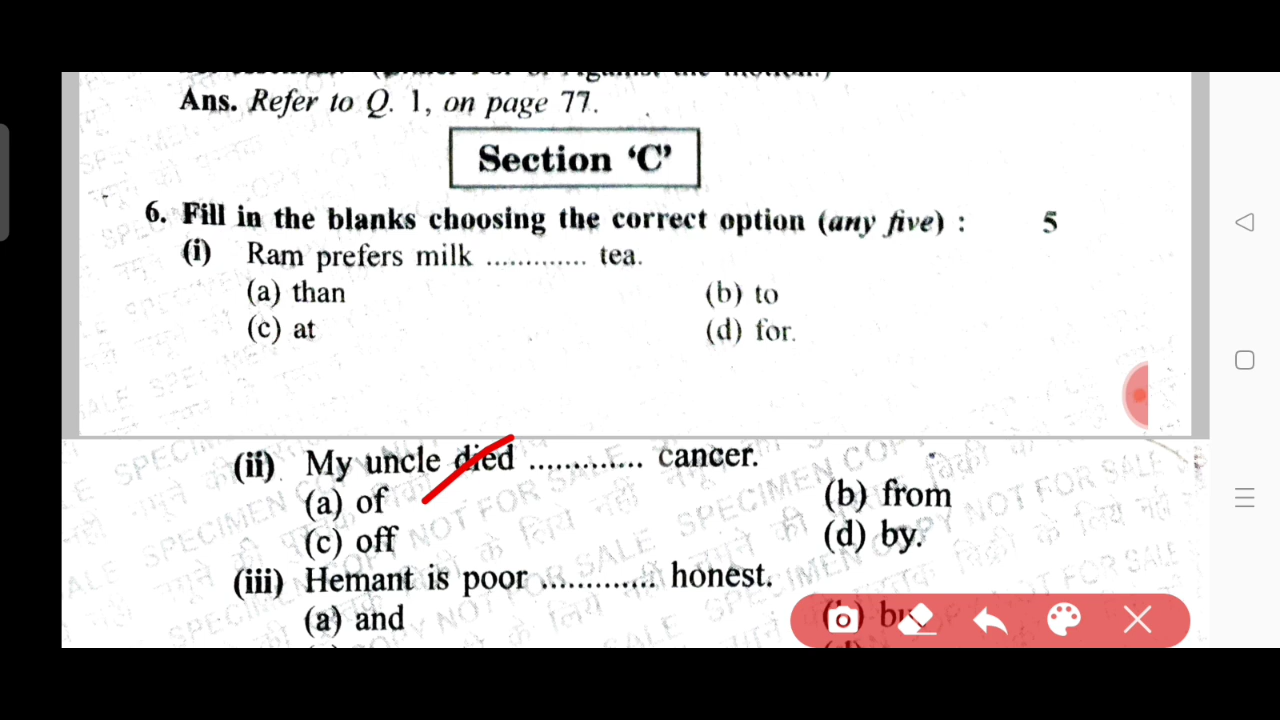 Ans. Refer to Q. 1, on page 77.
Section ‘C’
6. Fill in the blanks choosing the correct option (any five) : 5
(i) Ram prefers milk ............. tea.
(a) than (b) to
(c) at (d) for.
(ii) My uncle died ............. cancer.
(a) of (b) from
(c) off (d) by.
(iii) Hemant is poor ............. honest.
(a) and (b)